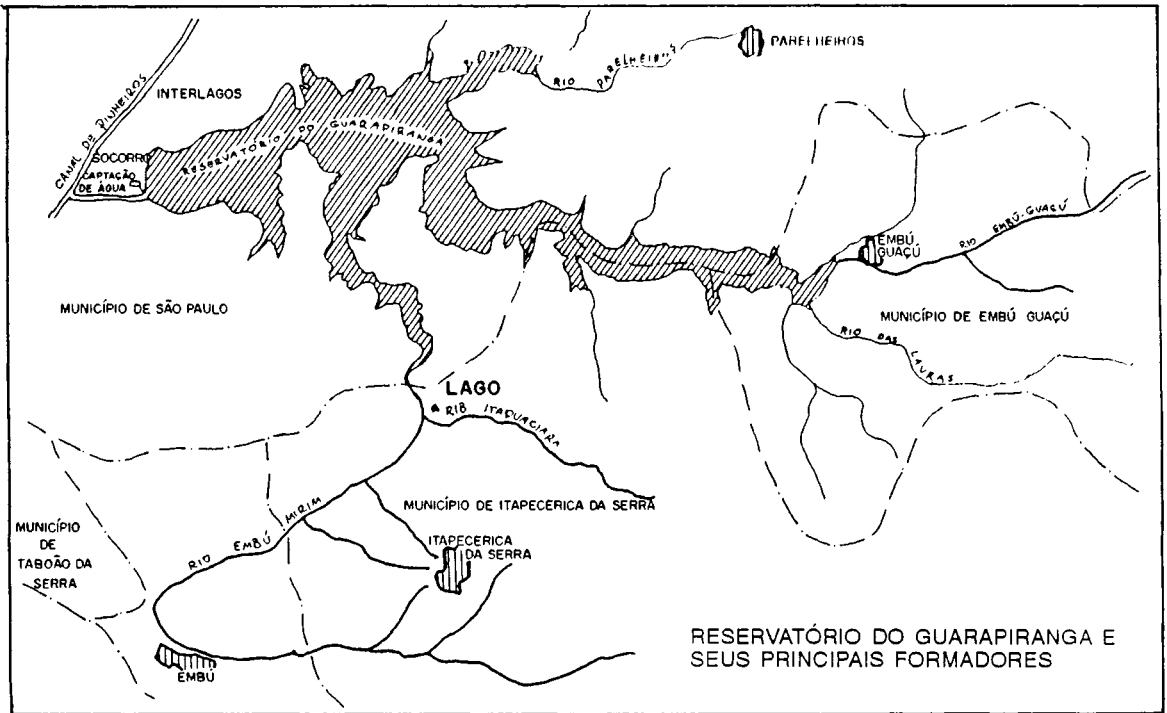 PARELHEIROS
RIO PARELHEIROS
CANAL DE PINHEIROS
INTERLAGOS
RESERVATÓRIO DO GUARAPIRANGA
SOCORRO
CAPTAÇÃO
DE ÁGUA
EMBÚ
GUAÇÚ
RIO EMBÚ-GUAÇÚ
MUNICÍPIO DE SÃO PAULO
MUNICÍPIO DE EMBÚ GUAÇÚ
RIO DAS LAURAS
LAGO
RIB ITAQUACIARA
MUNICÍPIO DE ITAPECERICA DA SERRA
MUNICÍPIO
DE
TABOÃO DA
SERRA
RIO EMBÚ MIRIM
ITAPECERICA
DA SERRA
EMBÚ
RESERVATÓRIO DO GUARAPIRANGA E
SEUS PRINCIPAIS FORMADORES